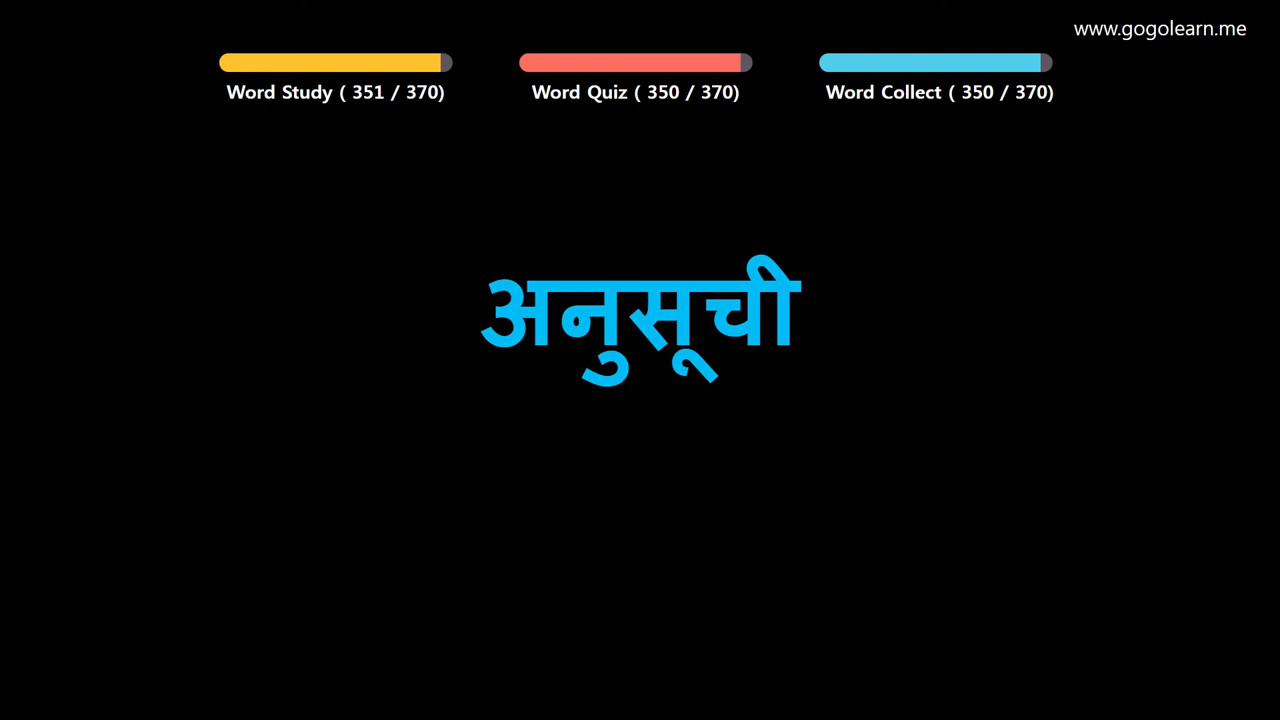 www.gogolearn.me
Word Study ( 351 / 370)
Word Quiz ( 350 / 370)
Word Collect ( 350 / 370)
अनुसूची